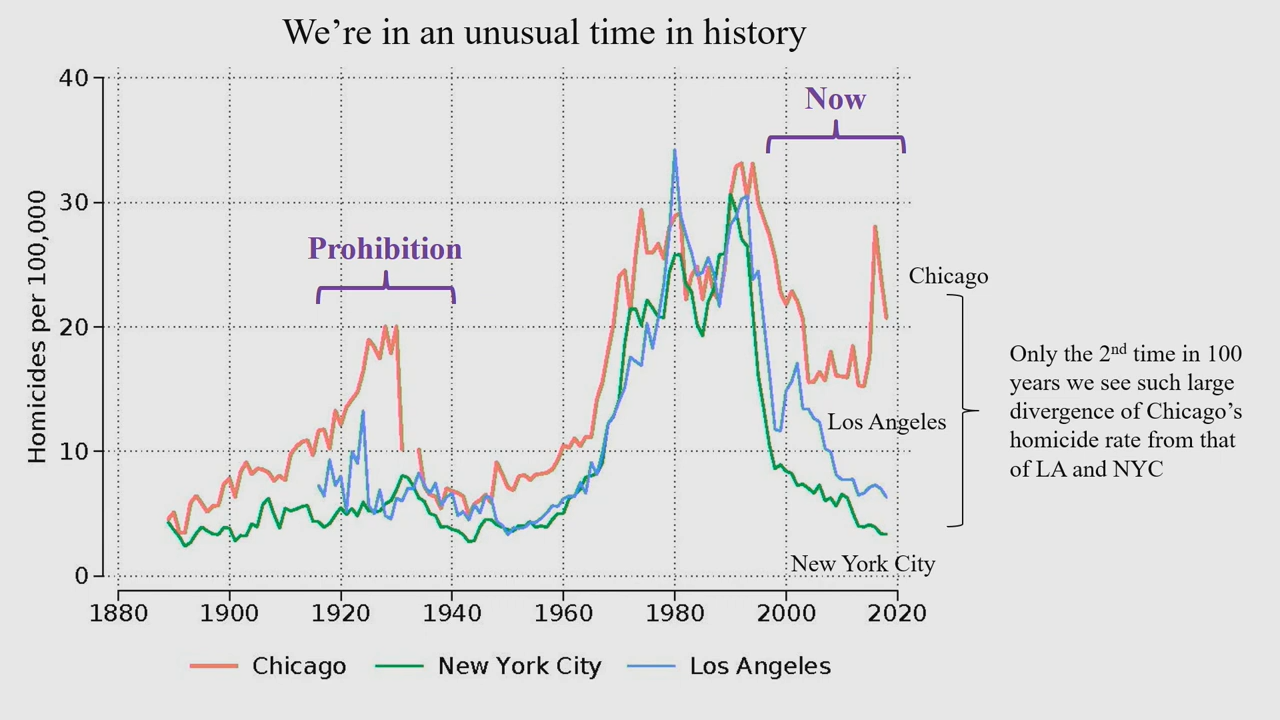 We're in an unusual time in history
40
30
20
10
0
Homicides per 100,000
1880
1900
1920
1940
1960
1980
2000
2020
Prohibition
Now
Chicago
Los Angeles
New York City
Only the 2nd time in 100
years we see such large
divergence of Chicago's
homicide rate from that
of LA and NYC
Chicago
New York City
Los Angeles